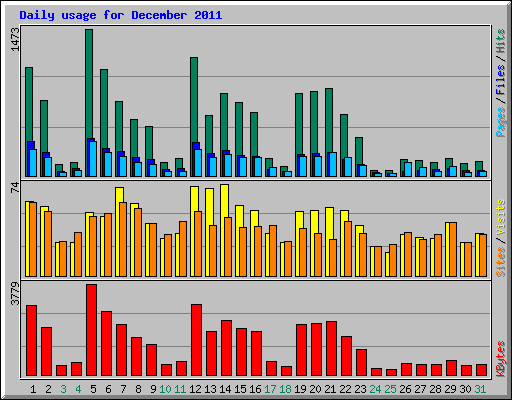 Daily usage for December 2011
1473
74
3779
Pages / Files / Hits
Sites / Visits
KBytes
1 2 3 4 5 6 7 8 9 10 11 12 13 14 15 16 17 18 19 20 21 22 23 24 25 26 27 28 29 30 31